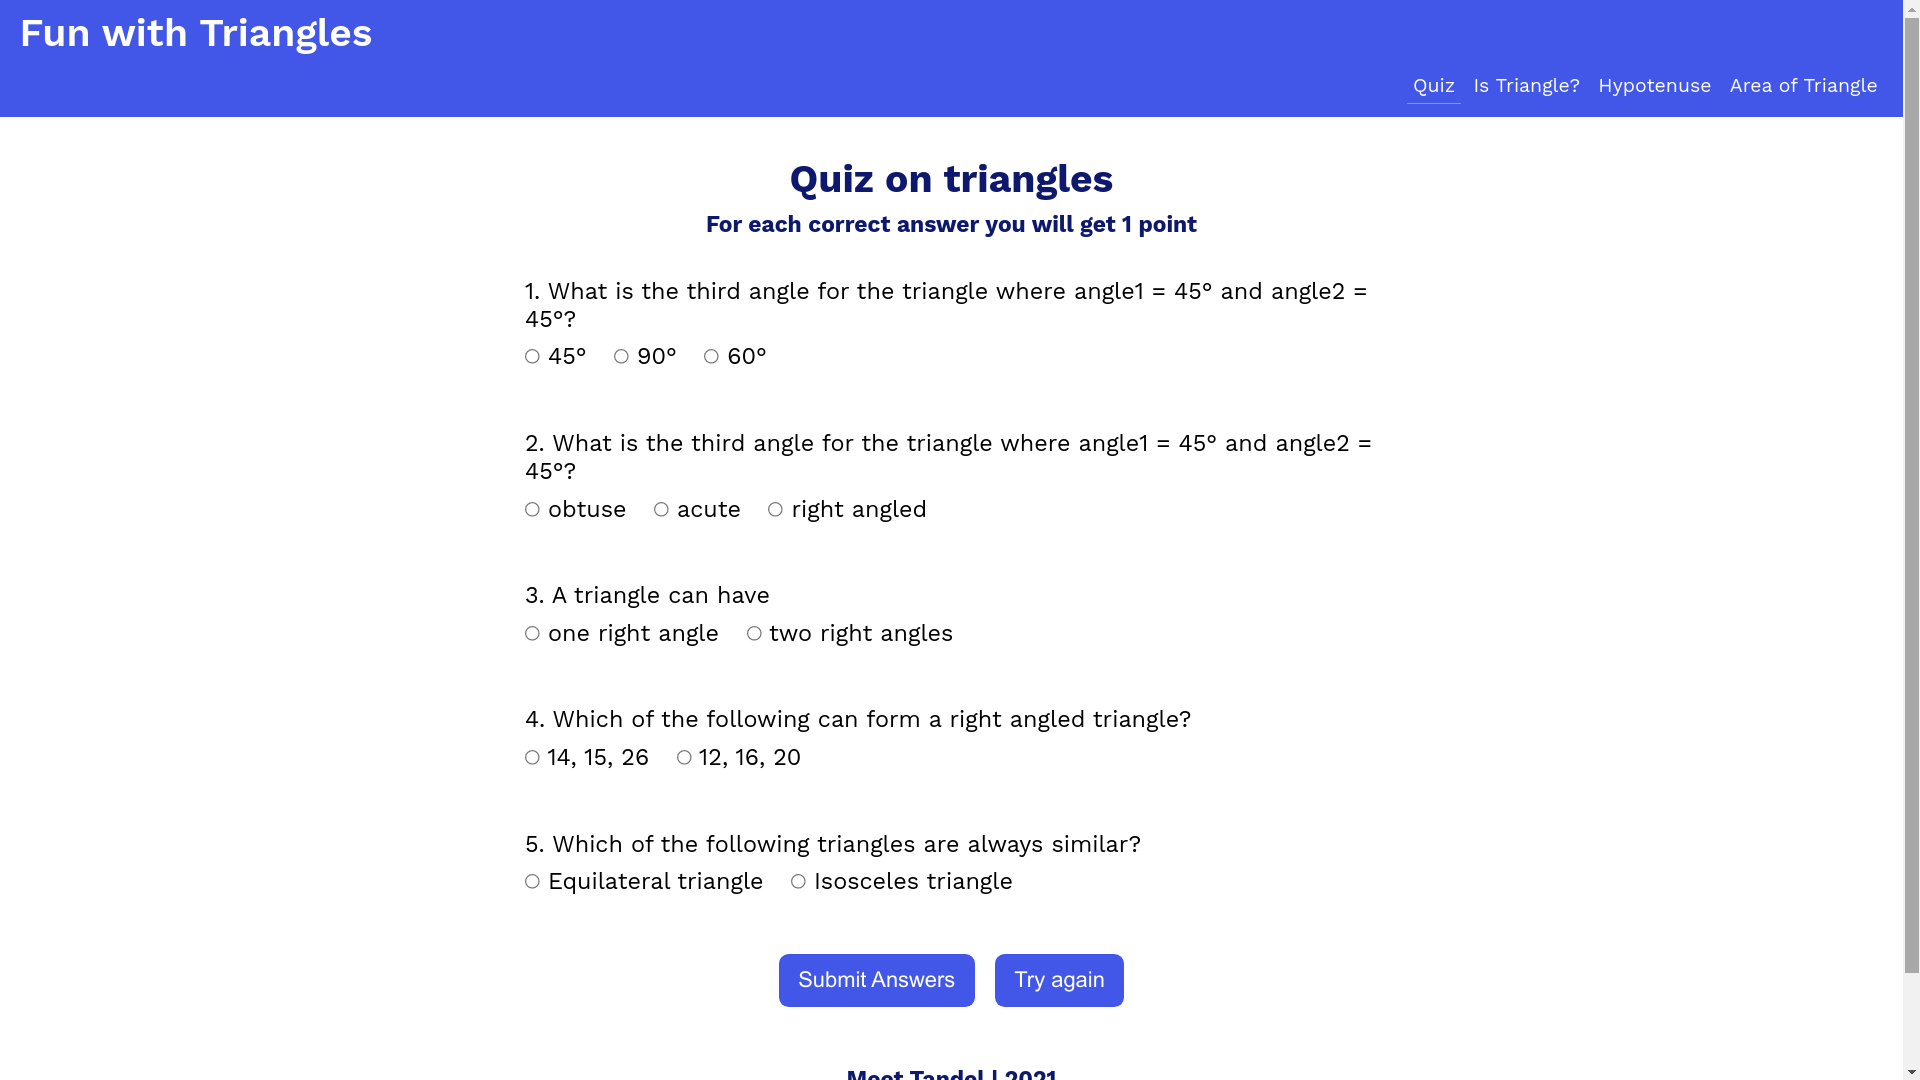 Fun with Triangles
Quiz Is Triangle? Hypotenuse Area of Triangle
Quiz on triangles
For each correct answer you will get 1 point
1. What is the third angle for the triangle where angle1 = 45° and angle2 =
45°?
45° 90° 60°
2. What is the third angle for the triangle where angle1 = 45° and angle2 =
45°?
obtuse acute right angled
3. A triangle can have
one right angle two right angles
4. Which of the following can form a right angled triangle?
14, 15, 26 12, 16, 20
5. Which of the following triangles are always similar?
Equilateral triangle Isosceles triangle
Submit Answers Try again
Meet Tandel | 2021